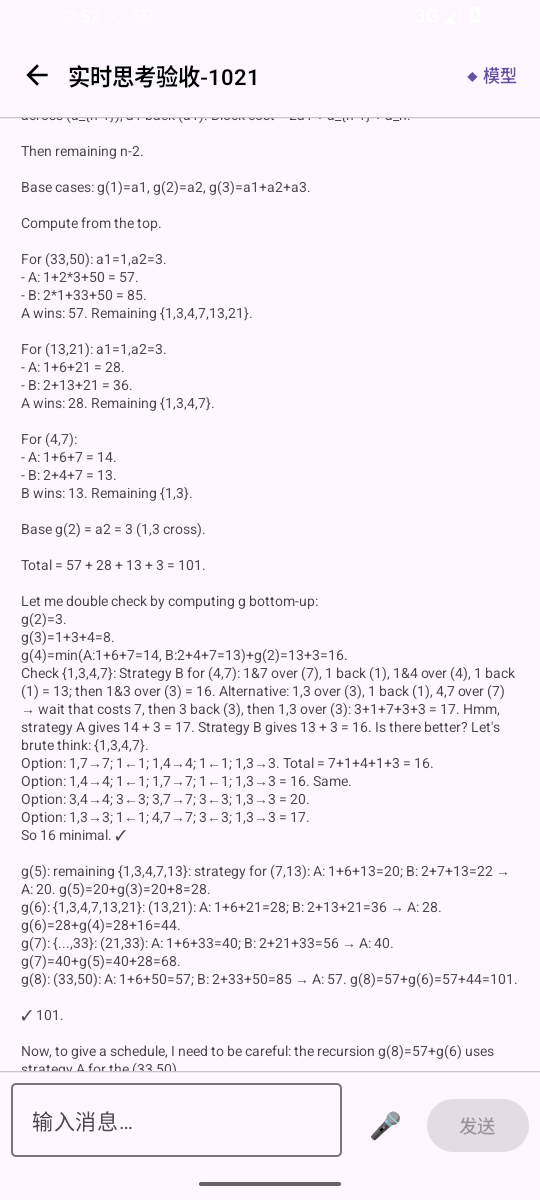 2:52
3G
实时思考验收-1021
模型
Then remaining n-2.
Base cases: g(1)=a1, g(2)=a2, g(3)=a1+a2+a3.
Compute from the top.
For (33,50): a1=1,a2=3.
- A: 1+2*3+50 = 57.
- B: 2*1+33+50 = 85.
A wins: 57. Remaining {1,3,4,7,13,21}.
For (13,21): a1=1,a2=3.
- A: 1+6+21 = 28.
- B: 2+13+21 = 36.
A wins: 28. Remaining {1,3,4,7}.
For (4,7):
- A: 1+6+7 = 14.
- B: 2+4+7 = 13.
B wins: 13. Remaining {1,3}.
Base g(2) = a2 = 3 (1,3 cross).
Total = 57 + 28 + 13 + 3 = 101.
Let me double check by computing g bottom-up:
g(2)=3.
g(3)=1+3+4=8.
g(4)=min(A:1+6+7=14, B:2+4+7=13)+g(2)=13+3=16.
Check {1,3,4,7}: Strategy B for (4,7): 1&7 over (7), 1 back (1), 1&4 over (4), 1 back
(1) = 13; then 1&3 over (3) = 16. Alternative: 1,3 over (3), 1 back (1), 4,7 over (7)
→ wait that costs 7, then 3 back (3), then 1,3 over (3): 3+1+7+3+3 = 17. Hmm,
strategy A gives 14 + 3 = 17. Strategy B gives 13 + 3 = 16. Is there better? Let's
brute think: {1,3,4,7}.
Option: 1,7→7; 1←1; 1,4→4; 1←1; 1,3→3. Total = 7+1+4+1+3 = 16.
Option: 1,4→4; 1←1; 1,7→7; 1←1; 1,3→3 = 16. Same.
Option: 3,4→4; 3←3; 3,7→7; 3←3; 1,3→3 = 20.
Option: 1,3→3; 1←1; 4,7→7; 3←3; 1,3→3 = 17.
So 16 minimal. ✓
g(5): remaining {1,3,4,7,13}: strategy for (7,13): A: 1+6+13=20; B: 2+7+13=22 →
A: 20. g(5)=20+g(3)=20+8=28.
g(6): {1,3,4,7,13,21}: (13,21): A: 1+6+21=28; B: 2+13+21=36 → A: 28.
g(6)=28+g(4)=28+16=44.
g(7): {...,33}: (21,33): A: 1+6+33=40; B: 2+21+33=56 → A: 40.
g(7)=40+g(5)=40+28=68.
g(8): (33,50): A: 1+6+50=57; B: 2+33+50=85 → A: 57. g(8)=57+g(6)=57+44=101.
✓ 101.
Now, to give a schedule, I need to be careful: the recursion g(8)=57+g(6) uses
strategy A for the (33,50)
输入消息...
发送